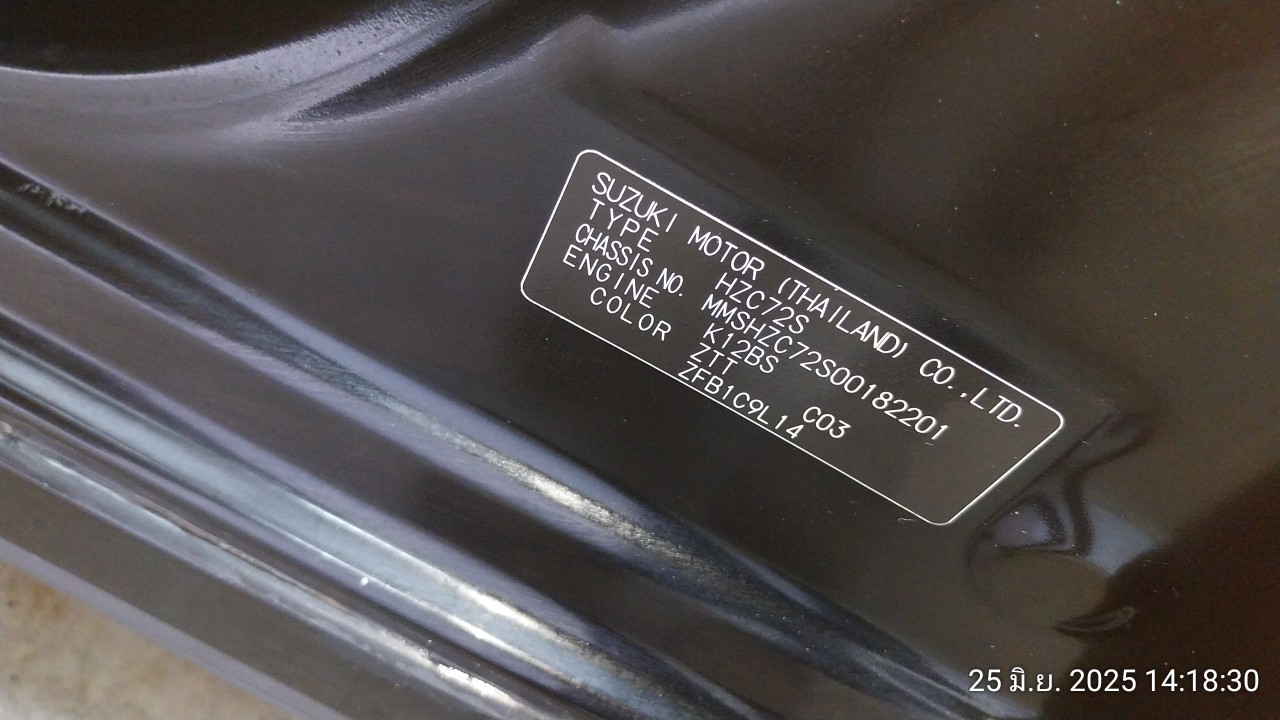 SUZUKI MOTOR (THAILAND) CO.,LTD.
TYPE HZC72S
CHASSIS NO. MMSHZC72S00182201
ENGINE K12BS
COLOR ZTT C03
ZFB1C9L14
25 มิ.ย. 2025 14:18:30